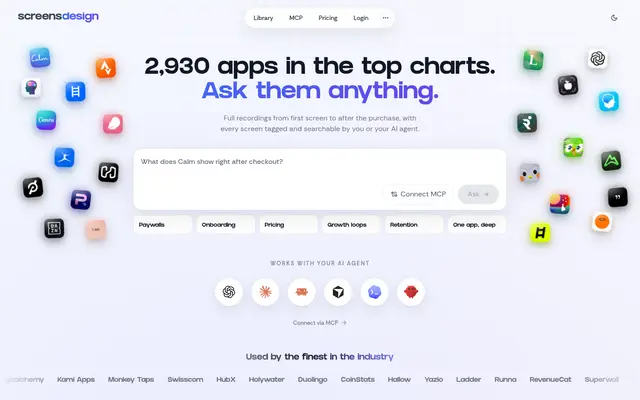 screensdesign
Library MCP Pricing Login
2,930 apps in the top charts.
Ask them anything.
Full recordings from first screen to after the purchase, with
every screen tagged and searchable by you or your AI agent.
What does Calm show right after checkout?
Connect MCP Ask →
Paywalls Onboarding Pricing Growth loops Retention One app, deep
WORKS WITH YOUR AI AGENT
Connect via MCP →
Used by the finest in the industry
Kami Apps Monkey Taps Swisscom HubX Holywater Duolingo CoinStats Hallow Yazio Ladder Runna RevenueCat Superwall
Calm
Canva